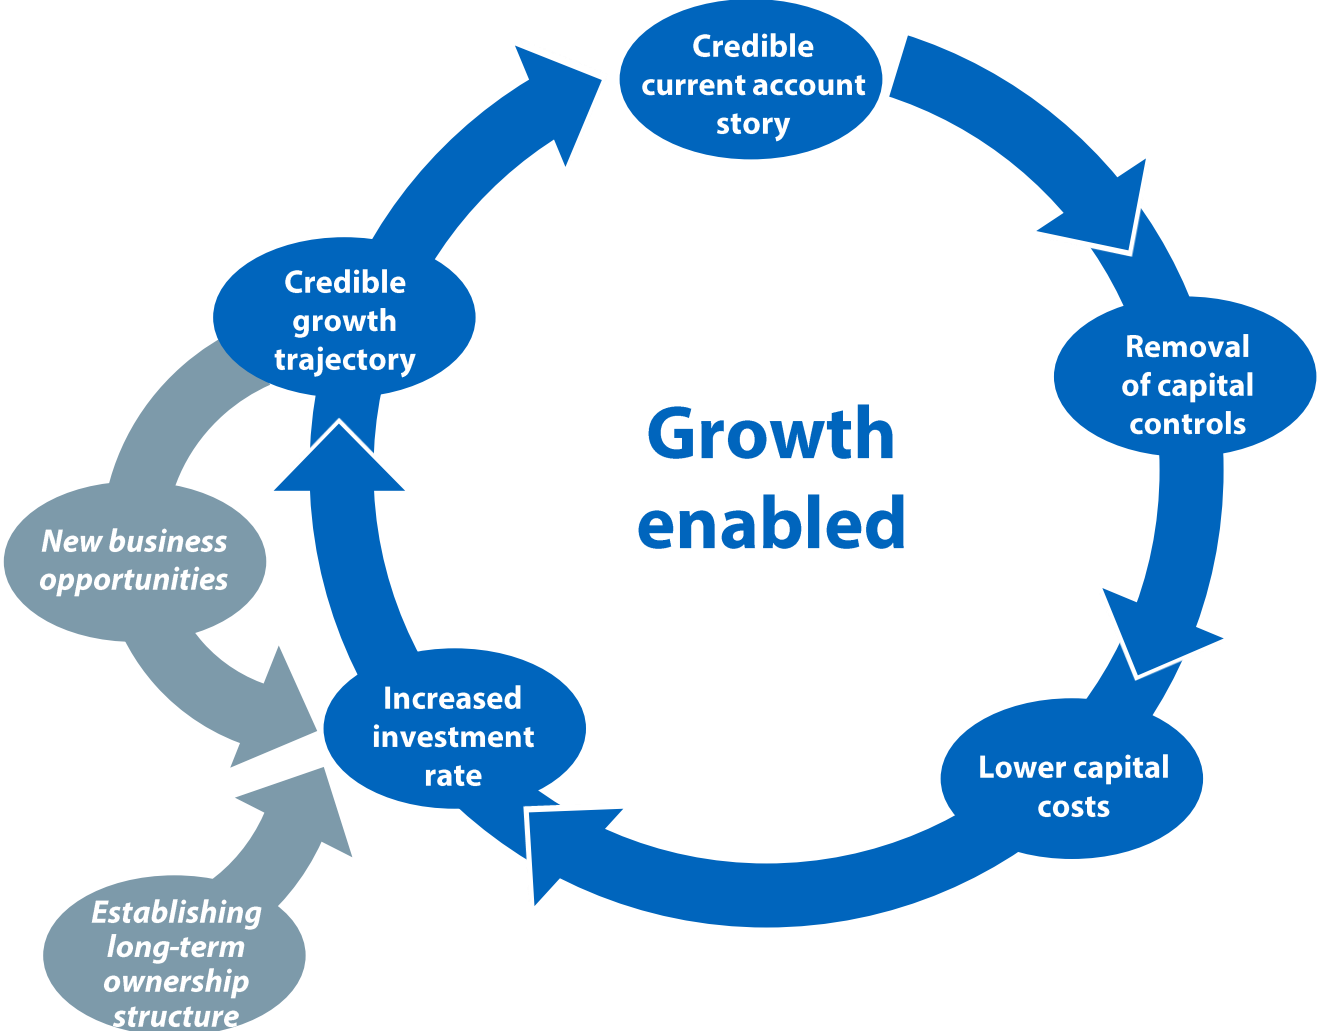 Credible
current account
story
Removal
of capital
controls
Lower capital
costs
Increased
investment
rate
Credible
growth
trajectory
New business
opportunities
Establishing
long-term
ownership
structure
Growth
enabled